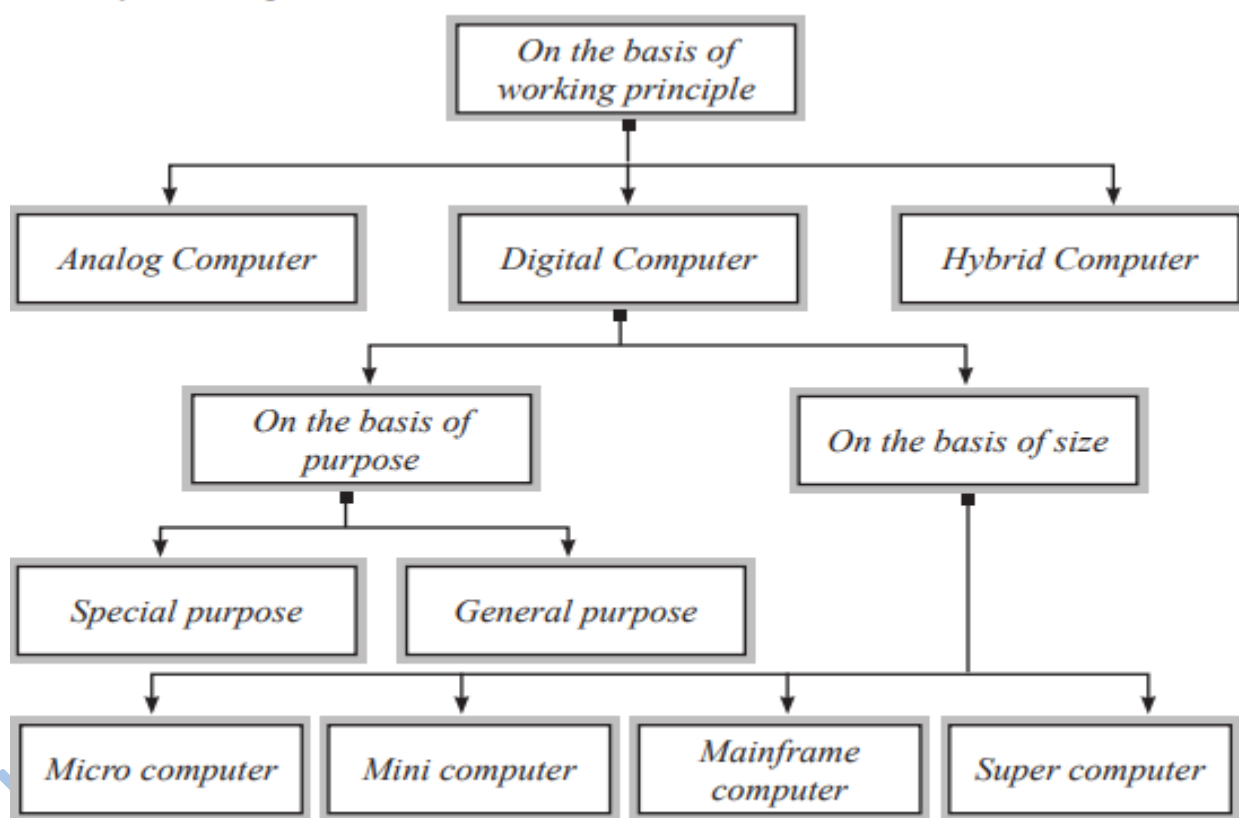 On the basis of
working principle
Analog Computer
Digital Computer
Hybrid Computer
On the basis of
purpose
On the basis of size
Special purpose
General purpose
Micro computer
Mini computer
Mainframe
computer
Super computer